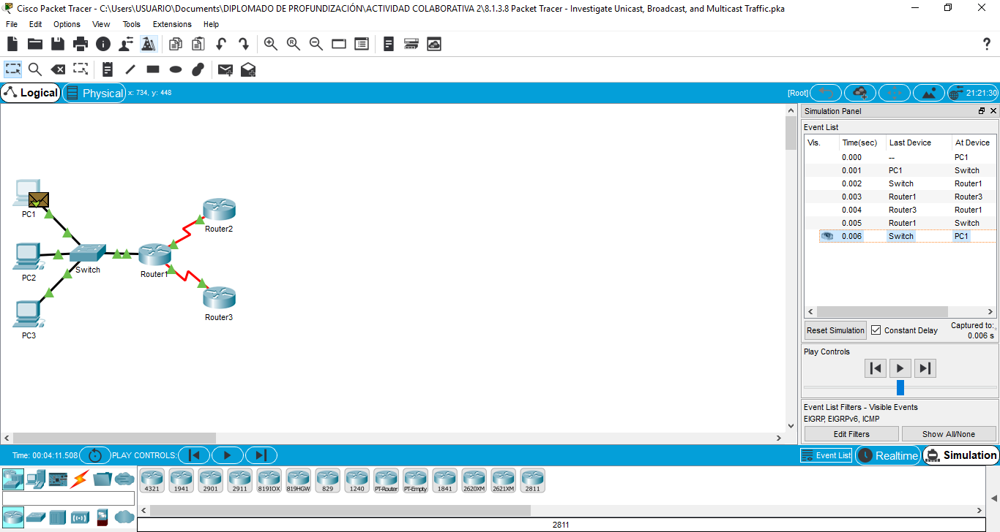 Cisco Packet Tracer - C:\Users\USUARIO\Documents\DIPLOMADO DE PROFUNDIZACIÓN\ACTIVIDAD COLABORATIVA 2\8.1.3.8 Packet Tracer - Investigate Unicast, Broadcast, and Multicast Traffic.pka
File Edit Options View Tools Extensions Help
Logical Physical x: 734, y: 448 [Root] 21:21:30
Simulation Panel
Event List
Vis. Time(sec) Last Device At Device
0.000 -- PC1
0.001 PC1 Switch
0.002 Switch Router1
0.003 Router1 Router3
0.004 Router3 Router1
0.005 Router1 Switch
0.006 Switch PC1
PC1
Router2
Switch
Router1
PC2
Router3
PC3
Reset Simulation Constant Delay Captured to:
0.006 s
Play Controls
Event List Filters - Visible Events
EIGRP, EIGRPv6, ICMP
Edit Filters Show All/None
Time: 00:04:11.508 PLAY CONTROLS: Event List Realtime Simulation
4321 1941 2901 2911 819IOX 819HGW 829 1240 PT-Router PT-Empty 1841 2620XM 2621XM 2811
2811